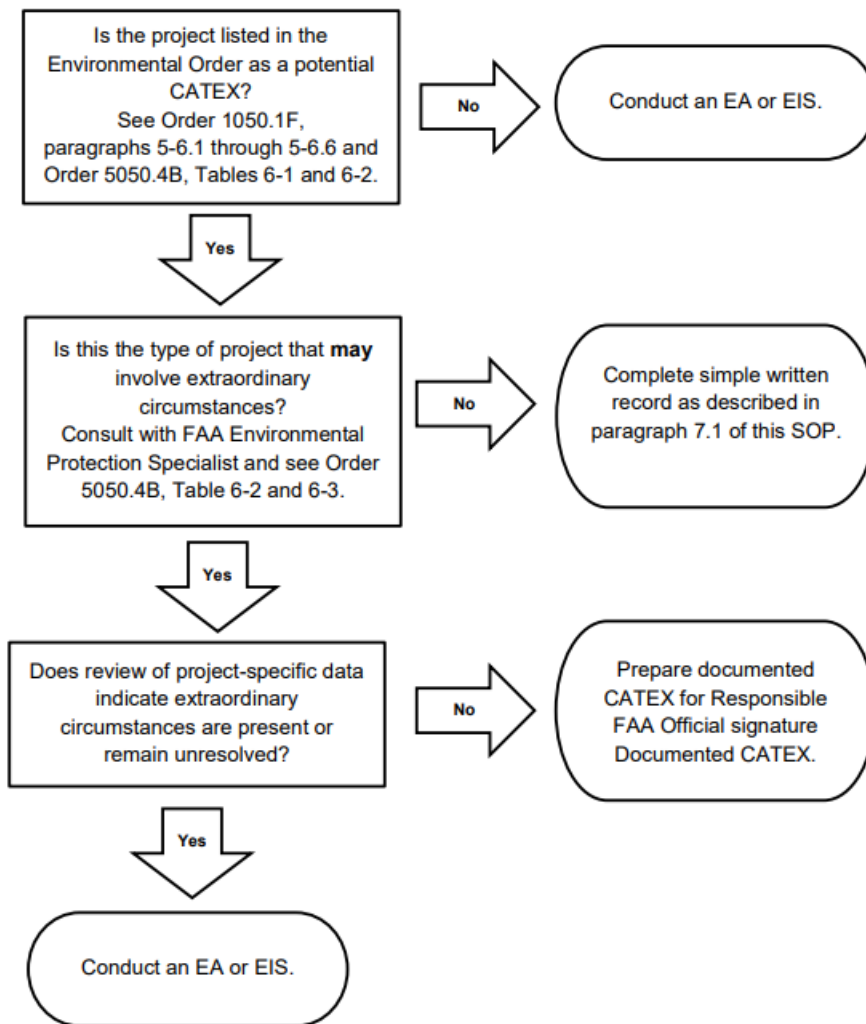 Is the project listed in the
Environmental Order as a potential
CATEX?
See Order 1050.1F,
paragraphs 5-6.1 through 5-6.6 and
Order 5050.4B, Tables 6-1 and 6-2.
No
Conduct an EA or EIS.
Yes
Is this the type of project that may
involve extraordinary
circumstances?
Consult with FAA Environmental
Protection Specialist and see Order
5050.4B, Table 6-2 and 6-3.
No
Complete simple written
record as described in
paragraph 7.1 of this SOP.
Yes
Does review of project-specific data
indicate extraordinary
circumstances are present or
remain unresolved?
No
Prepare documented
CATEX for Responsible
FAA Official signature
Documented CATEX.
Yes
Conduct an EA or EIS.